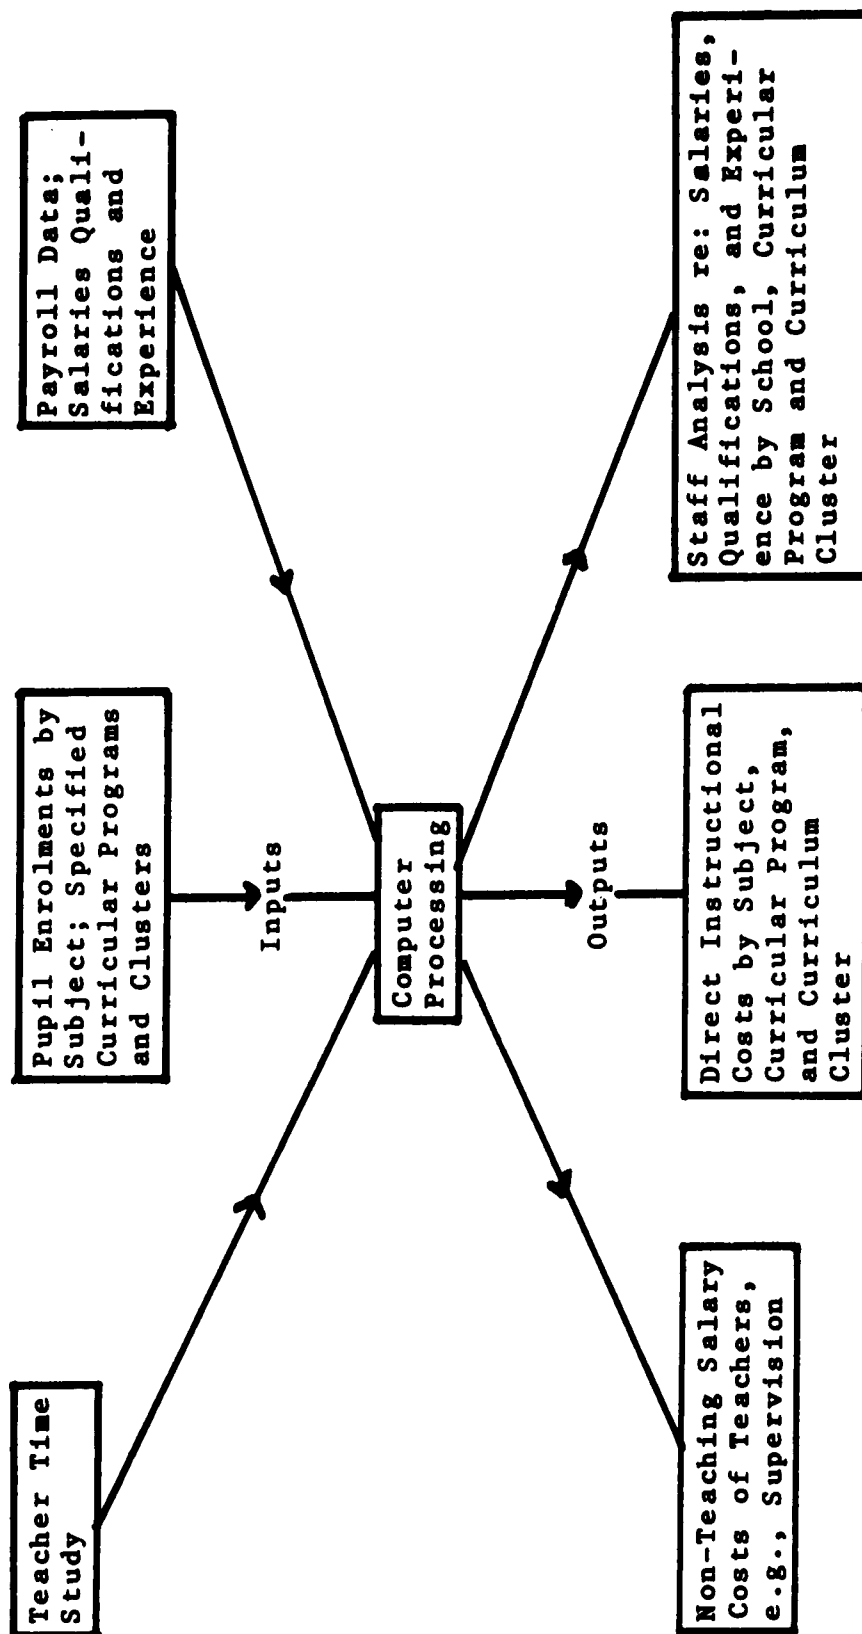 Teacher Time
Study
Pupil Enrolments by
Subject; Specified
Curricular Programs
and Clusters
Payroll Data;
Salaries Quali-
fications and
Experience
Inputs
Computer
Processing
Outputs
Non-Teaching Salary
Costs of Teachers,
e.g., Supervision
Direct Instructional
Costs by Subject,
Curricular Program,
and Curriculum
Cluster
Staff Analysis re: Salaries,
Qualifications, and Experi-
ence by School, Curricular
Program and Curriculum
Cluster